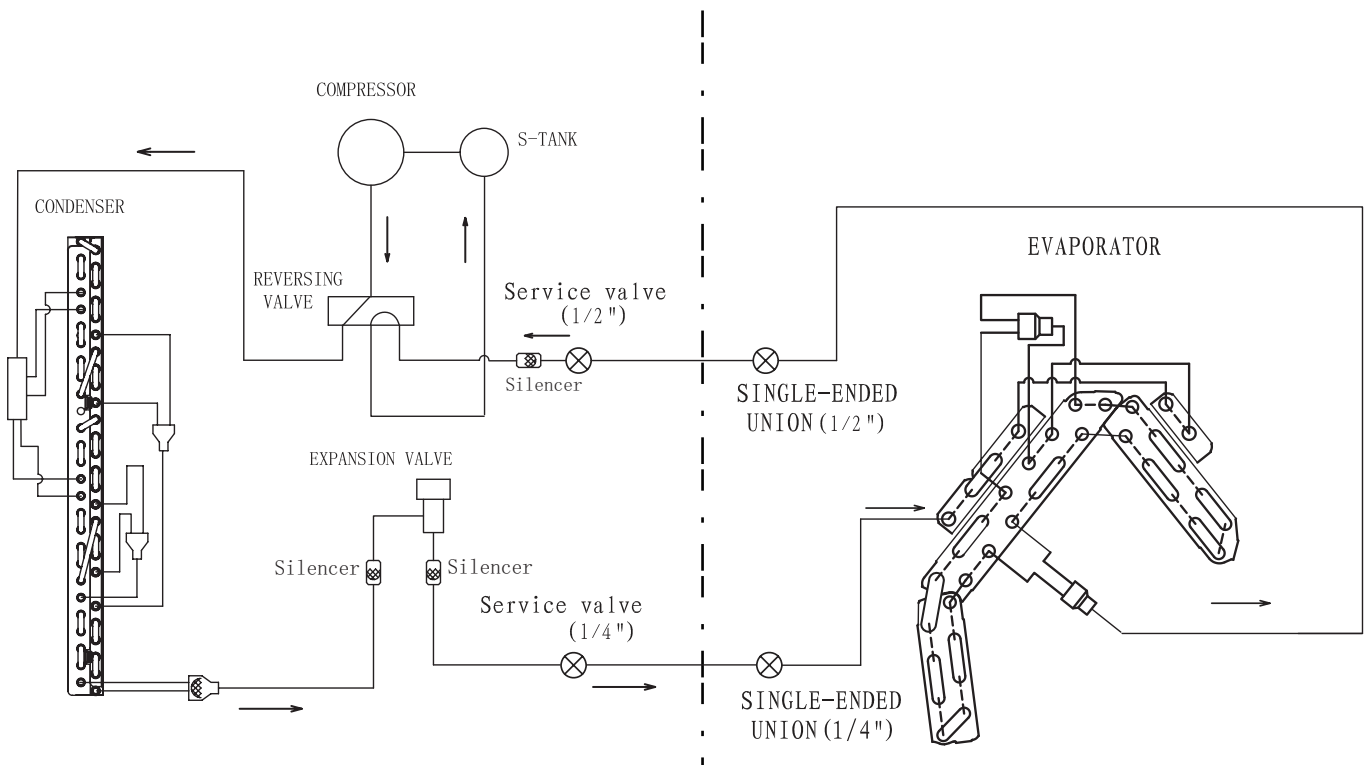 COMPRESSOR
S-TANK
CONDENSER
EVAPORATOR
REVERSING
VALVE
Service valve
(1/2")
Silencer
SINGLE-ENDED
UNION(1/2")
EXPANSION VALVE
Silencer
Silencer
Service valve
(1/4")
SINGLE-ENDED
UNION(1/4")